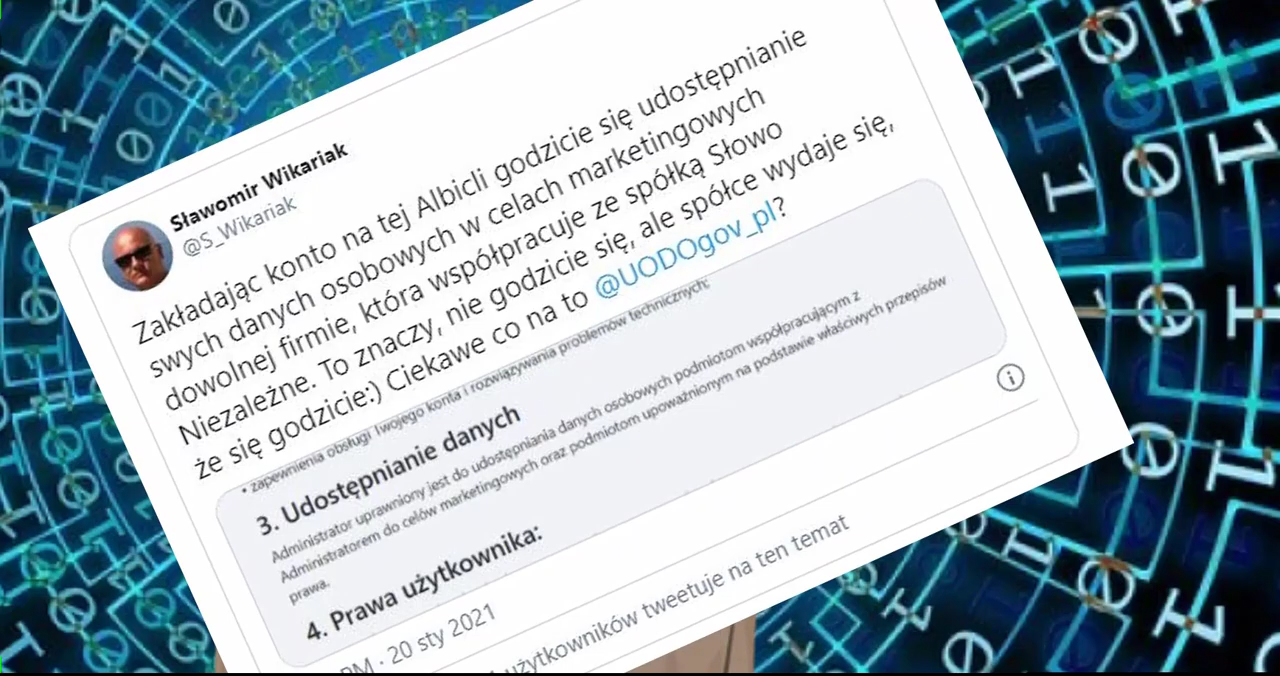 Sławomir Wikariak
@S_Wikariak
Zakładając konto na tej Albicli godzicie się udostępnianie
swych danych osobowych w celach marketingowych
dowolnej firmie, która współpracuje ze spółką Słowo
Niezależne. To znaczy, nie godzicie się, ale spółce wydaje się,
że się godzicie:) Ciekawe co na to @UODOgov_pl?
• zapewnienia obsługi Twojego konta i rozwiązywania problemów technicznych;
3. Udostępnianie danych
Administrator uprawniony jest do udostępniania danych osobowych podmiotom współpracującym z
Administratorem do celów marketingowych oraz podmiotom upoważnionym na podstawie właściwych przepisów
prawa.
4. Prawa użytkownika:
PM · 20 sty 2021
użytkowników tweetuje na ten temat